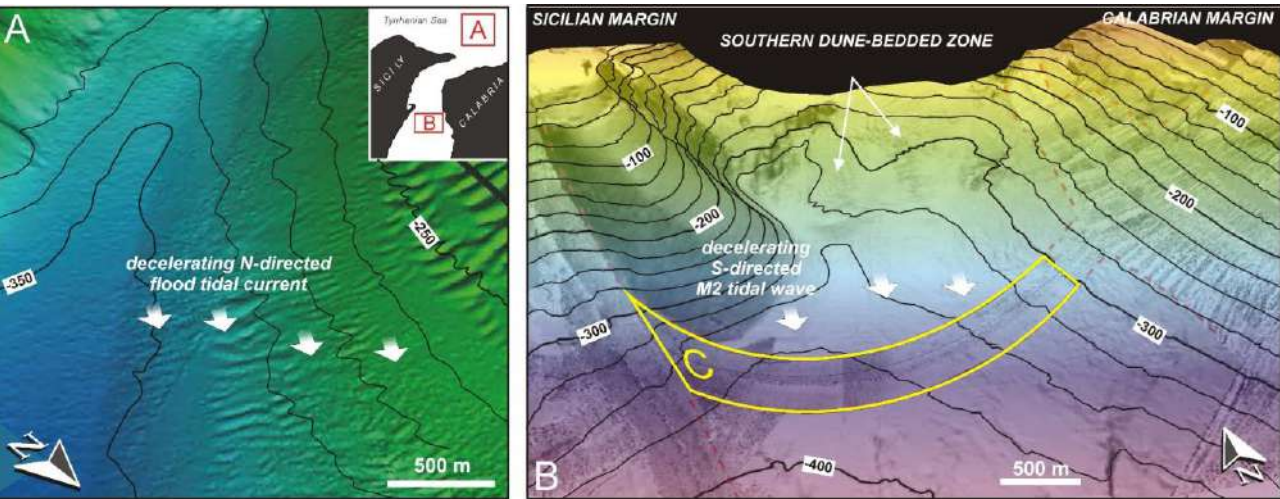 A
Tyrrhenian Sea
A
SICILY
CALABRIA
B
-250
-350
decelerating N-directed
flood tidal current
N
500 m
SICILIAN MARGIN
CALABRIAN MARGIN
SOUTHERN DUNE-BEDDED ZONE
-100
-100
-200
-200
decelerating
S-directed
M2 tidal wave
-300
-300
C
-400
N
500 m
B